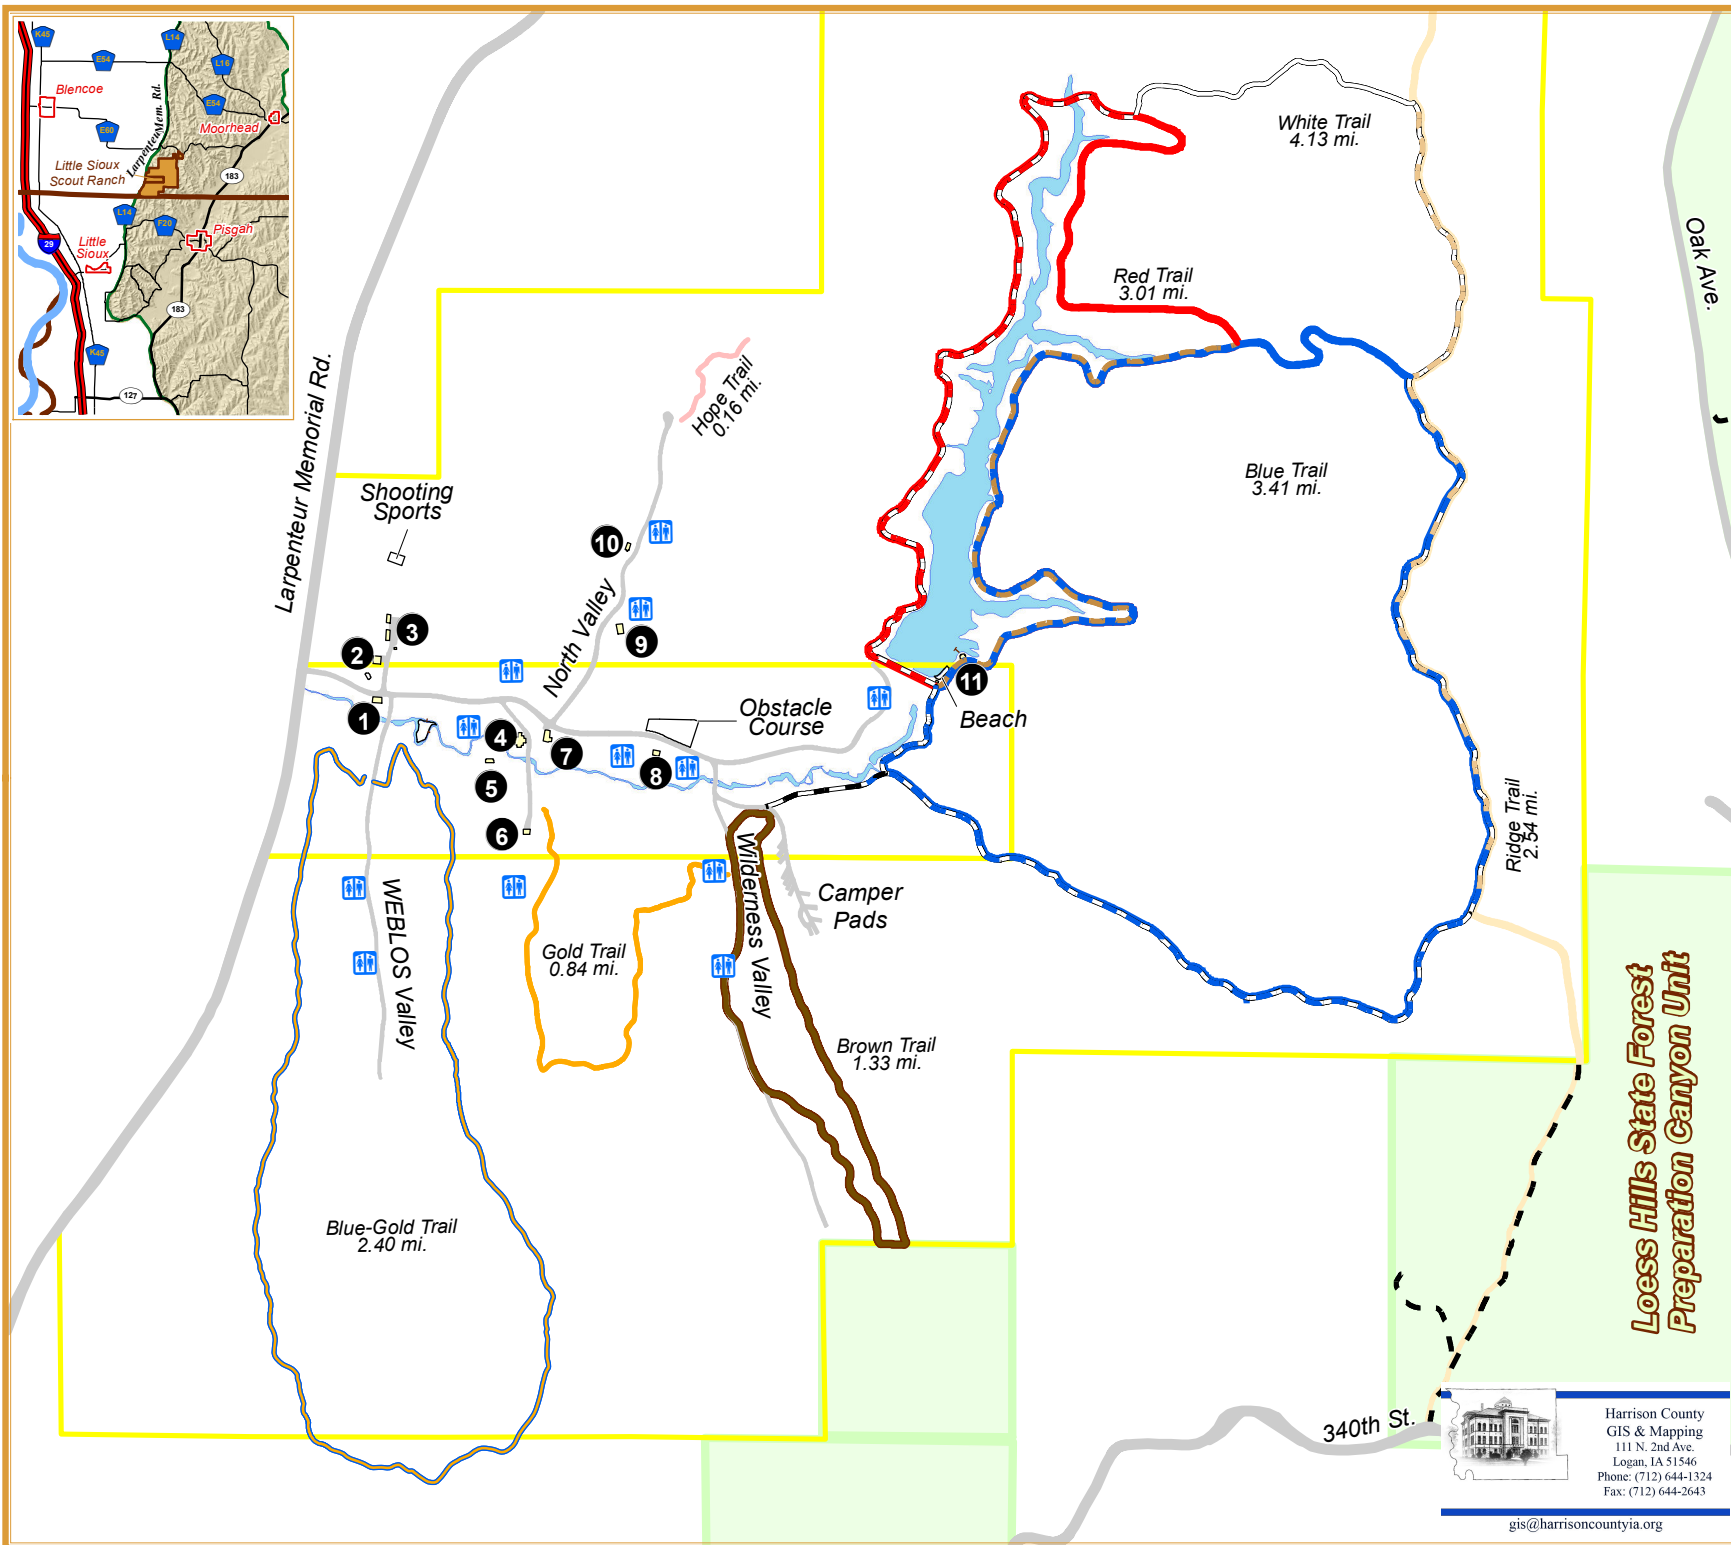 K45
L14
E54
L16
Blencoe
E54
Larpenteur Mem. Rd.
E60
Moorhead
Little Sioux
Scout Ranch
183
L14
F20
Pisgah
29
Little
Sioux
183
K45
127
White Trail
4.13 mi.
Oak Ave.
Red Trail
3.01 mi.
Larpenteur Memorial Rd.
Hope Trail
0.16 mi.
Blue Trail
3.41 mi.
Shooting
Sports
10
North Valley
3
9
2
11
1
Obstacle
Course
Beach
4
7
8
5
6
Ridge Trail
2.54 mi.
Wilderness Valley
WEBLOS Valley
Camper
Pads
Gold Trail
0.84 mi.
Brown Trail
1.33 mi.
Loess Hills State Forest
Preparation Canyon Unit
Blue-Gold Trail
2.40 mi.
340th St.
Harrison County
GIS & Mapping
111 N. 2nd Ave.
Logan, IA 51546
Phone: (712) 644-1324
Fax: (712) 644-2643
gis@harrisoncountyia.org